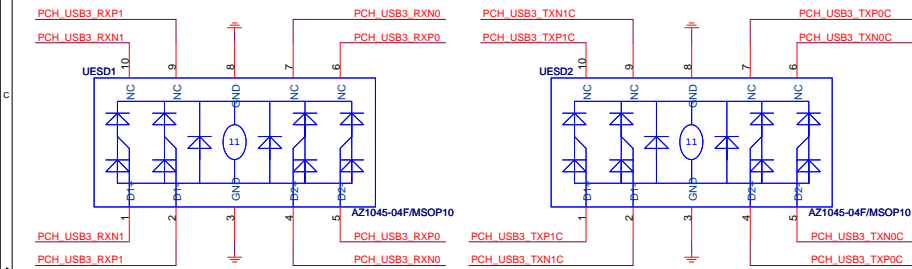 PCH_USB3_RXP1 PCH_USB3_RXN0 PCH_USB3_TXN1C PCH_USB3_TXP0C
PCH_USB3_RXN1 PCH_USB3_RXP0 PCH_USB3_TXP1C PCH_USB3_TXN0C
10 9 8 7 6 10 9 8 7 6
UESD1 UESD2
NC NC GND NC NC NC NC GND NC NC
C
11 11
D1+ D1- GND D2+ D2- D1+ D1- GND D2+ D2-
AZ1045-04F/MSOP10 AZ1045-04F/MSOP10
1 2 3 4 5 1 2 3 4 5
PCH_USB3_RXN1 PCH_USB3_RXP0 PCH_USB3_TXP1C PCH_USB3_TXN0C
PCH_USB3_RXP1 PCH_USB3_RXN0 PCH_USB3_TXN1C PCH_USB3_TXP0C